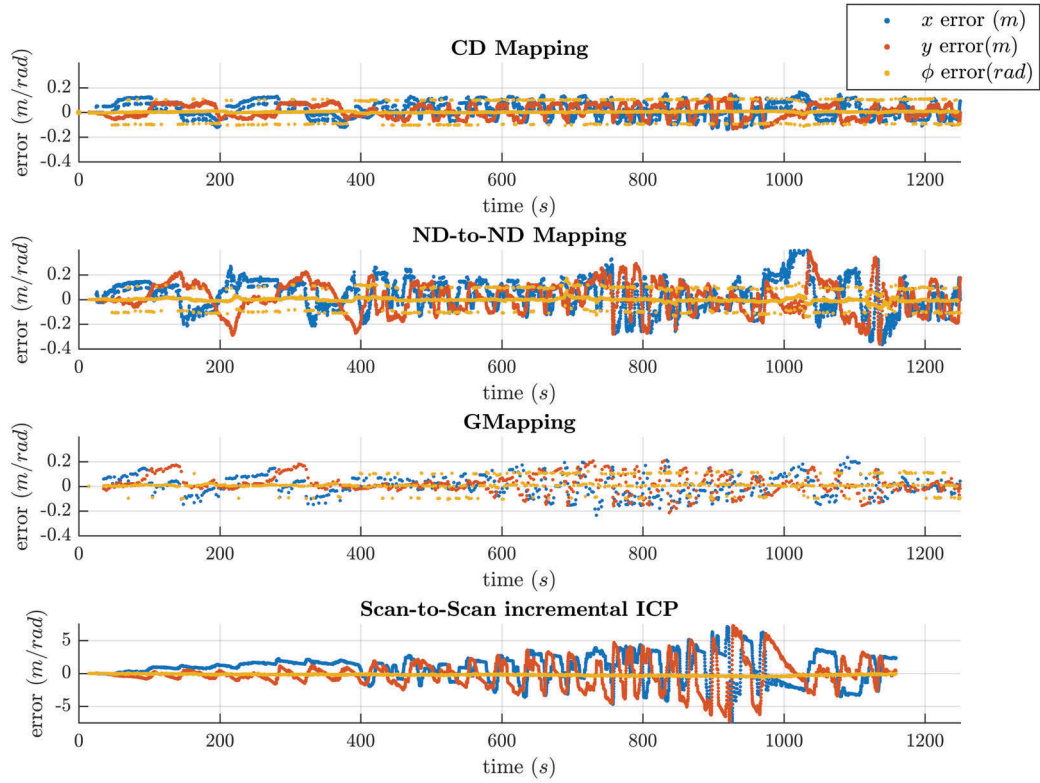 x error (m)
y error(m)
ϕ error(rad)
CD Mapping
error (m/rad)
0.2
0
-0.2
-0.4
0 200 400 600 800 1000 1200
time (s)
ND-to-ND Mapping
error (m/rad)
0.2
0
-0.2
-0.4
0 200 400 600 800 1000 1200
time (s)
GMapping
error (m/rad)
0.2
0
-0.2
-0.4
0 200 400 600 800 1000 1200
time (s)
Scan-to-Scan incremental ICP
error (m/rad)
5
0
-5
0 200 400 600 800 1000 1200
time (s)